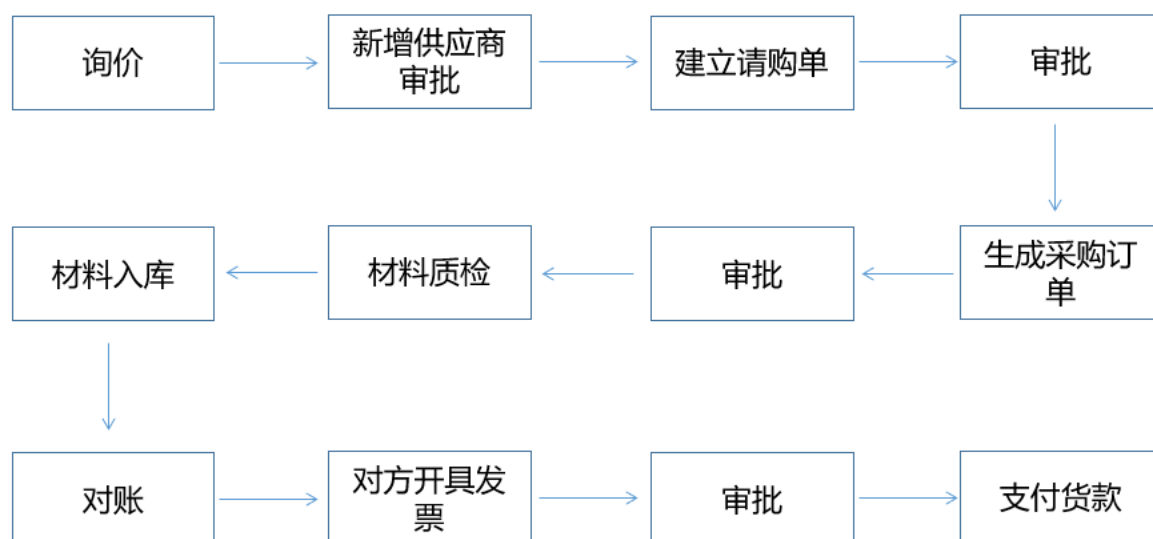 询价
新增供应商
审批
建立请购单
审批
生成采购订
单
审批
材料质检
材料入库
对账
对方开具发
票
审批
支付货款